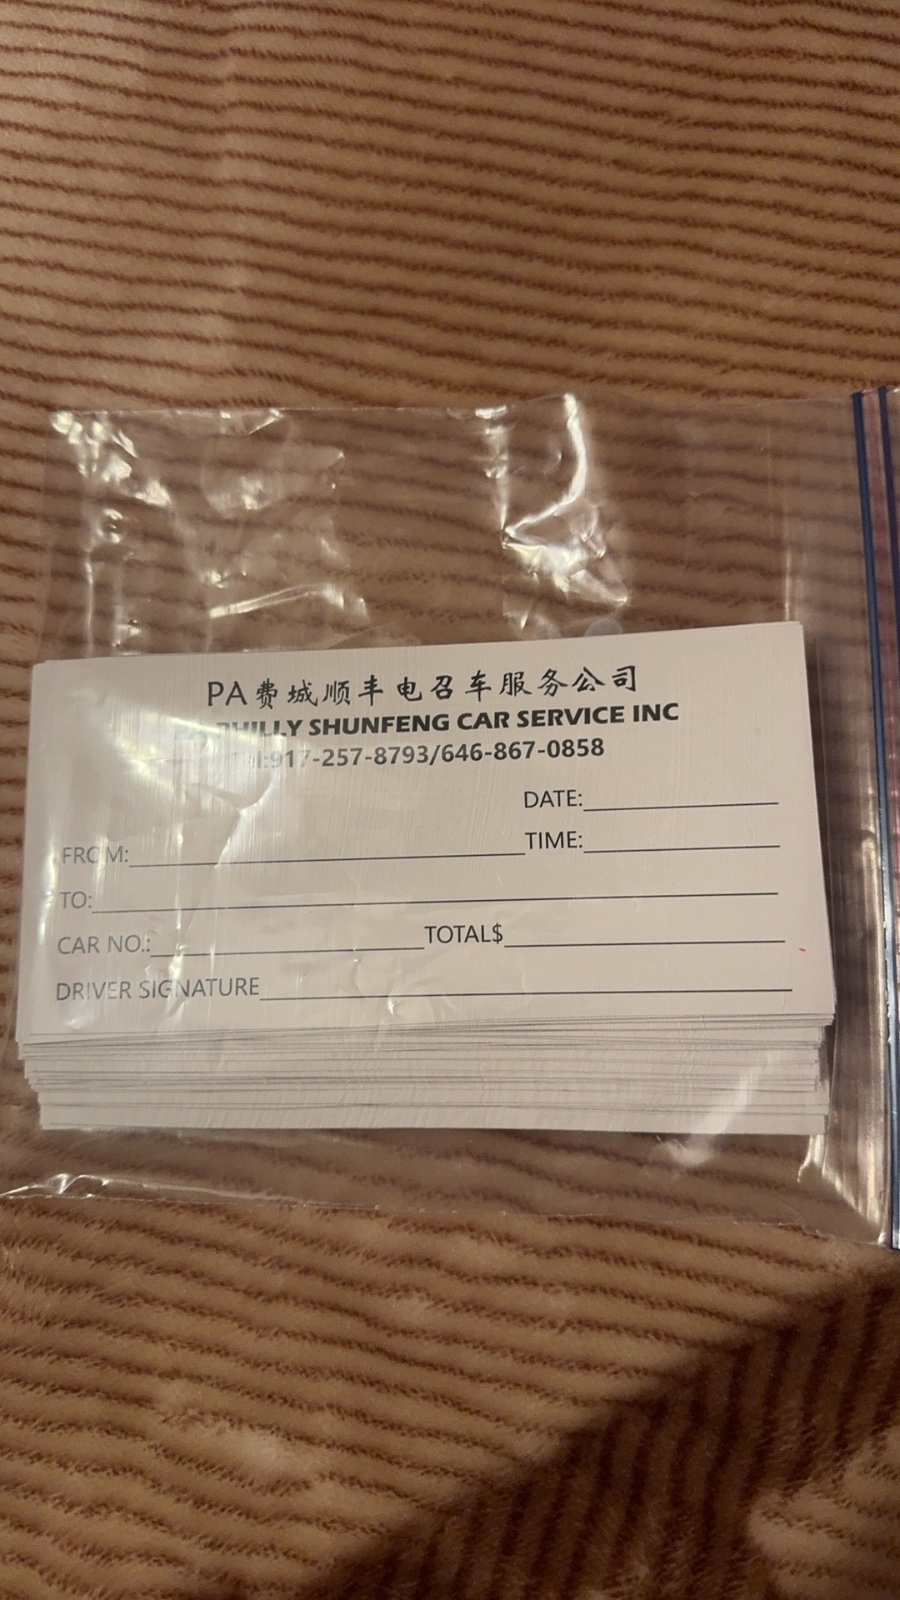 PA费城顺丰电召车服务公司
PHILLY SHUNFENG CAR SERVICE INC
917-257-8793/646-867-0858
DATE:
FROM: TIME:
TO:
CAR NO.: TOTAL$
DRIVER SIGNATURE